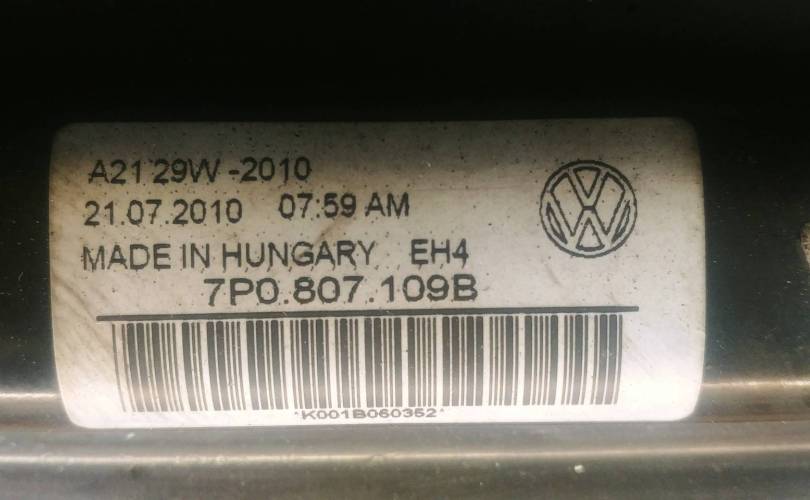 A21 29W -2010
21.07.2010 07:59 AM
MADE IN HUNGARY EH4
7P0.807.109B
*K001B060352*